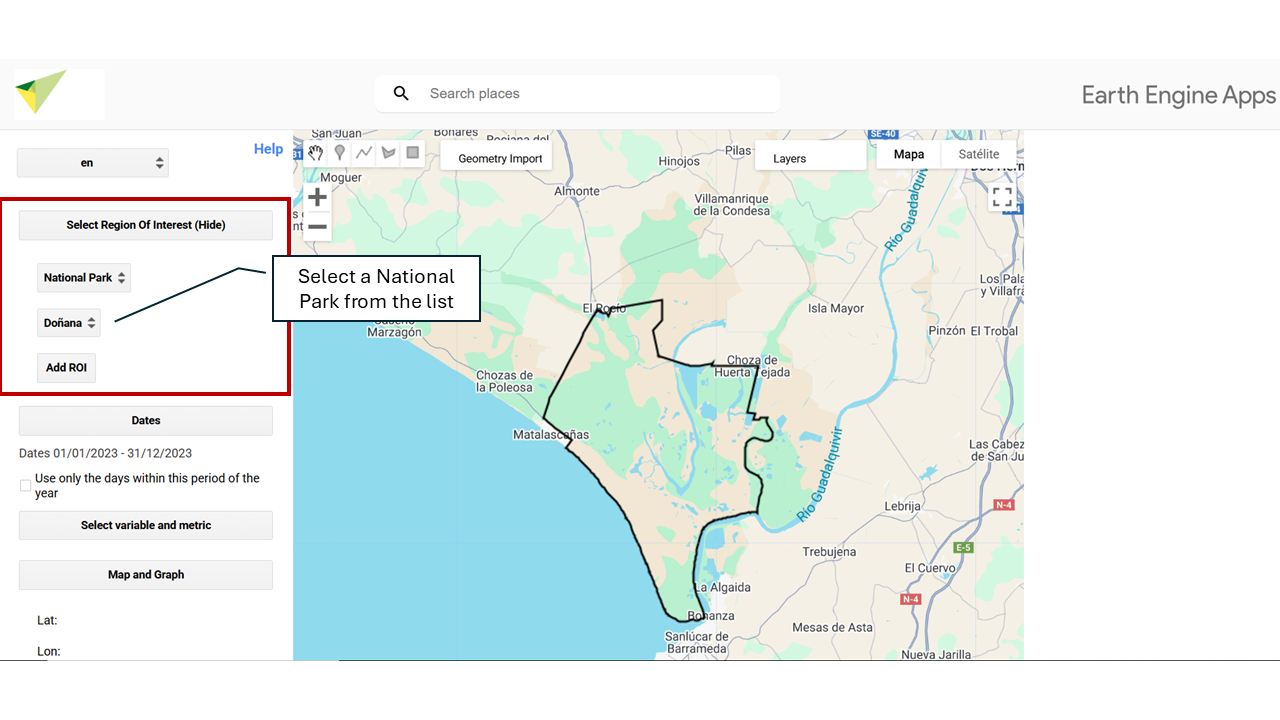 Search places
Earth Engine Apps
en
Help
Select Region Of Interest (Hide)
National Park
Doñana
Add ROI
Select a National
Park from the list
Dates
Dates 01/01/2023 - 31/12/2023
Use only the days within this period of the
year
Select variable and metric
Map and Graph
Lat:
Lon:
Geometry Import
Layers
Mapa
Satélite
San Juan
Bonares
Rociana del
SE-40
Moguer
Hinojos
Pilas
Almonte
Villamanrique
de la Condesa
Río Guadalquivir
Los Pala
y Villafra
El Rocío
Isla Mayor
Marzagón
Pinzón
El Trobal
Choza de
Huerta Tejada
Chozas de
la Poleosa
Matalascañas
Las Cabez
de San Ju
Río Guadalquivir
Lebrija
N-4
E-5
Trebujena
El Cuervo
La Algaida
N-4
Bonanza
Mesas de Asta
Sanlúcar de
Barrameda
Nueva Jarilla